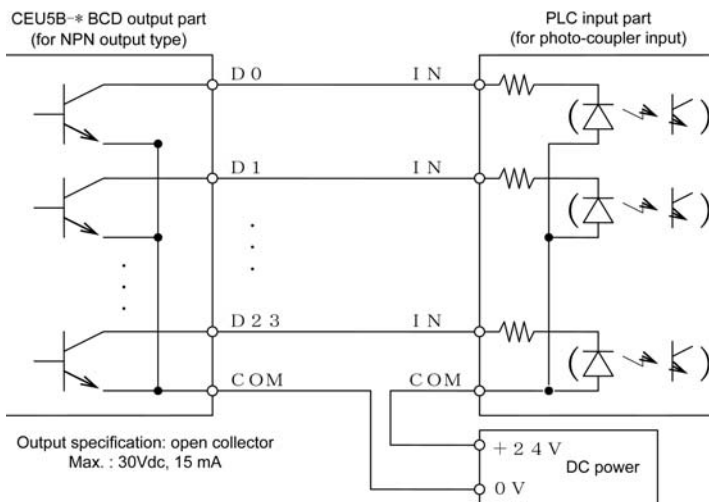 CEU5B-* BCD output part
(for NPN output type)
PLC input part
(for photo-coupler input)
D0 IN
D1 IN
D23 IN
COM COM
Output specification: open collector
Max. : 30Vdc, 15 mA
+24V
DC power
0V